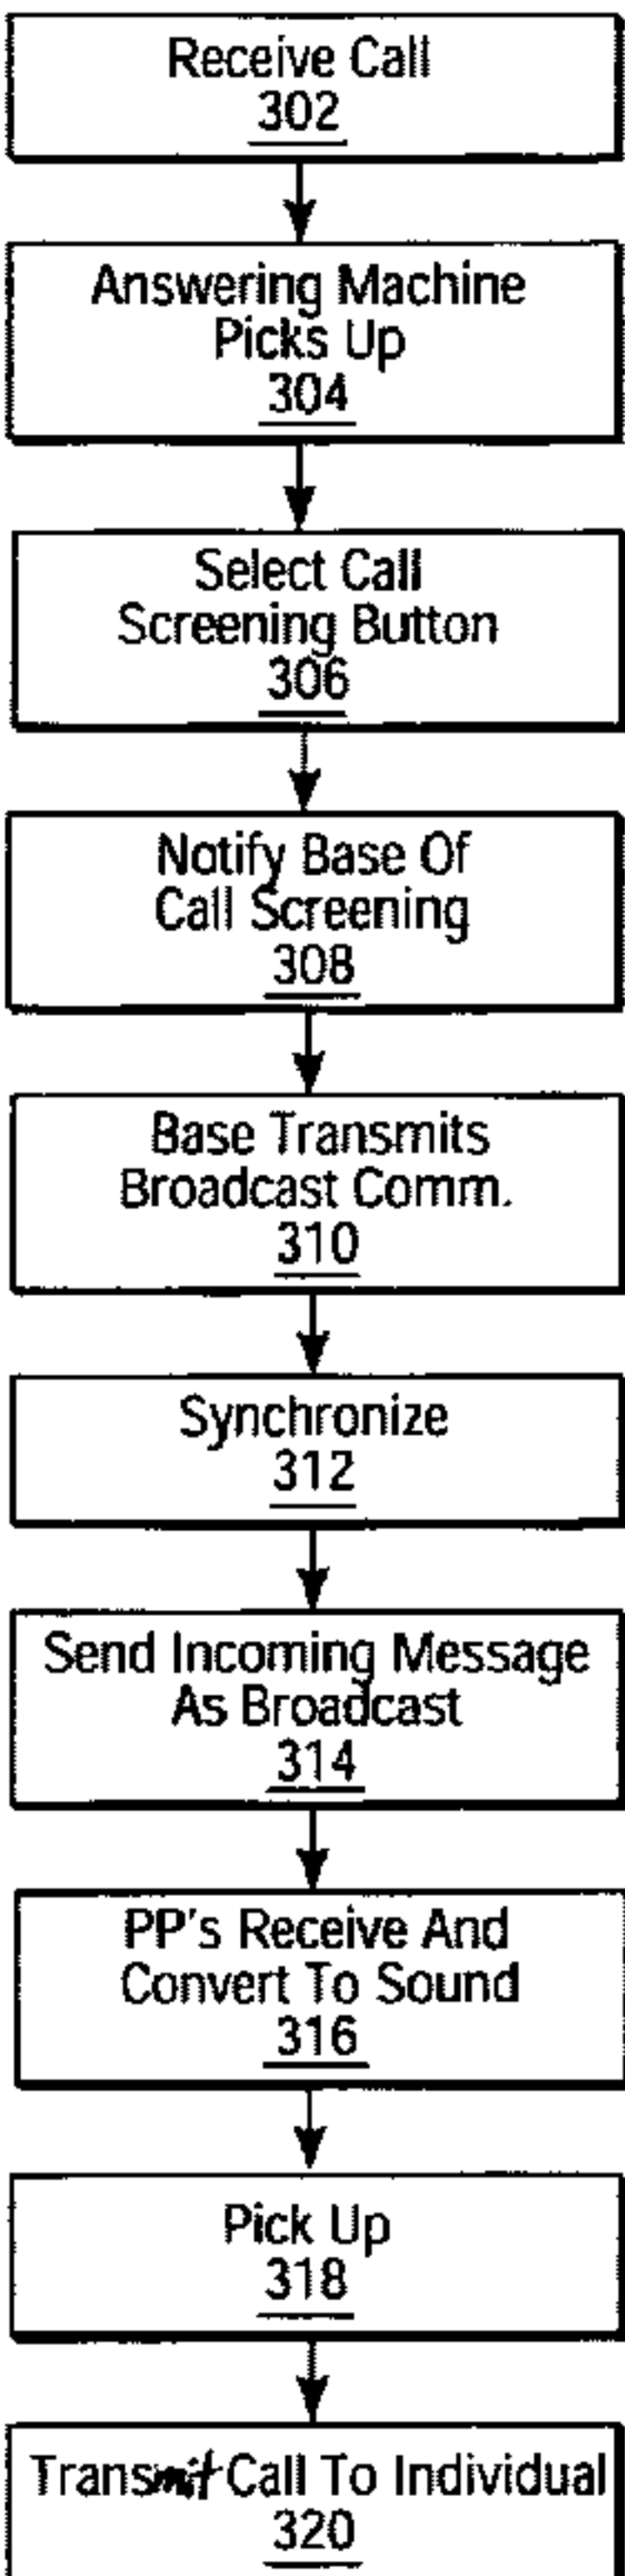 Receive Call
302
Answering Machine
Picks Up
304
Select Call
Screening Button
306
Notify Base Of
Call Screening
308
Base Transmits
Broadcast Comm.
310
Synchronize
312
Send Incoming Message
As Broadcast
314
PP's Receive And
Convert To Sound
316
Pick Up
318
Transmit Call To Individual
320